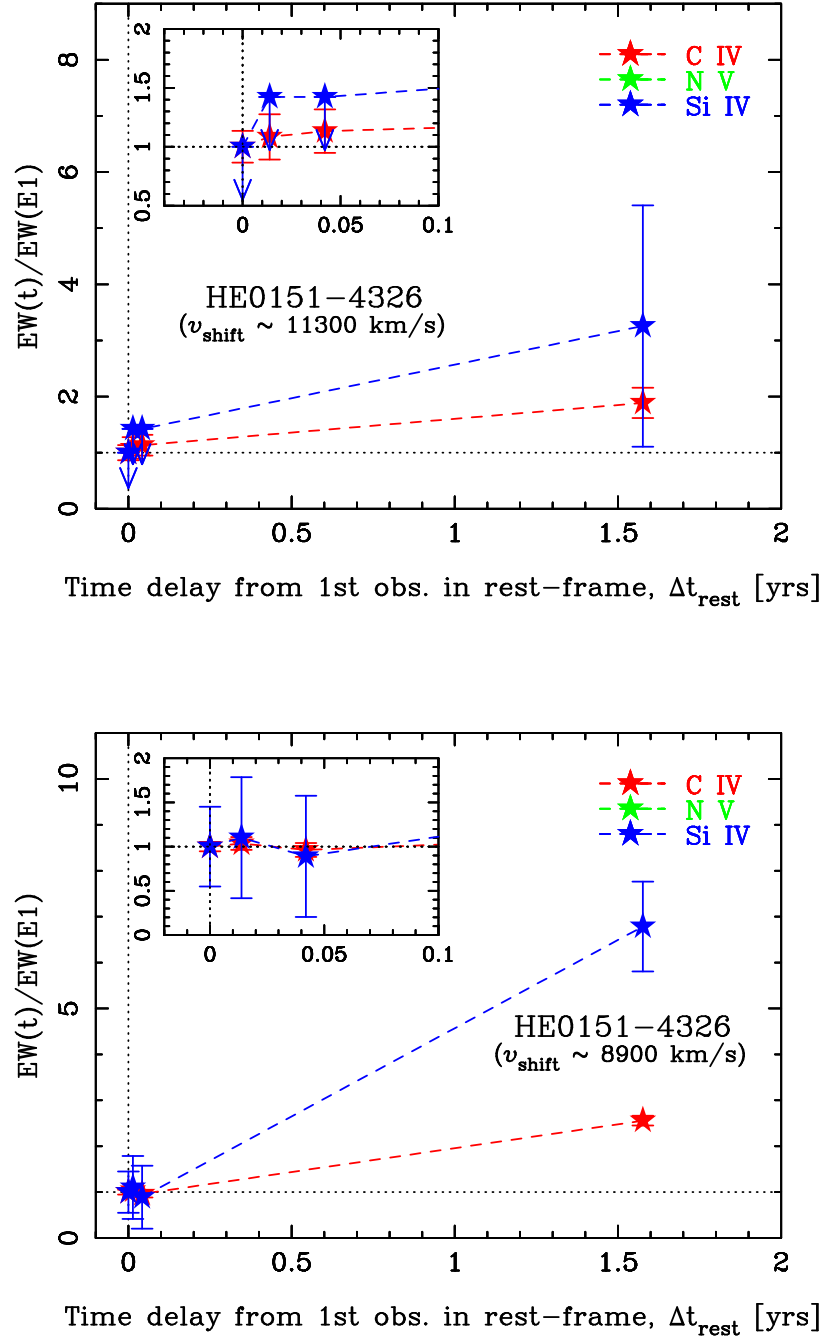 8
6
4
2
0
EW(t)/EW(E1)
2
1.5
1
0.5
0 0.05 0.1
C IV
N V
Si IV
HE0151−4326
(vshift ~ 11300 km/s)
0 0.5 1 1.5 2
Time delay from 1st obs. in rest−frame, Δtrest [yrs]
10
5
0
EW(t)/EW(E1)
2
1.5
1
0.5
0
0 0.05 0.1
C IV
N V
Si IV
HE0151−4326
(vshift ~ 8900 km/s)
0 0.5 1 1.5 2
Time delay from 1st obs. in rest−frame, Δtrest [yrs]